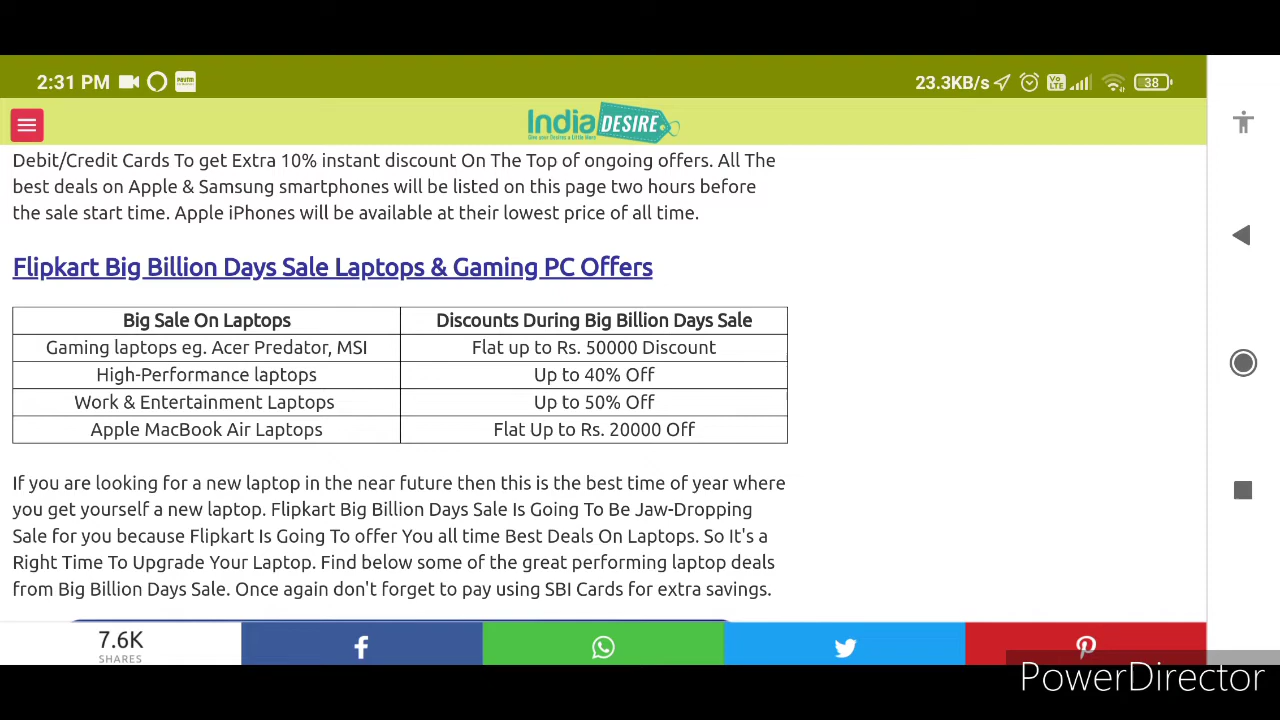 2:31 PM
paytm
23.3KB/s
Vo LTE
38
India DESIRE
Give your Desires a Little More
Debit/Credit Cards To get Extra 10% instant discount On The Top of ongoing offers. All The
best deals on Apple & Samsung smartphones will be listed on this page two hours before
the sale start time. Apple iPhones will be available at their lowest price of all time.
Flipkart Big Billion Days Sale Laptops & Gaming PC Offers
Big Sale On Laptops Discounts During Big Billion Days Sale
Gaming laptops eg. Acer Predator, MSI Flat up to Rs. 50000 Discount
High-Performance laptops Up to 40% Off
Work & Entertainment Laptops Up to 50% Off
Apple MacBook Air Laptops Flat Up to Rs. 20000 Off
If you are looking for a new laptop in the near future then this is the best time of year where
you get yourself a new laptop. Flipkart Big Billion Days Sale Is Going To Be Jaw-Dropping
Sale for you because Flipkart Is Going To offer You all time Best Deals On Laptops. So It's a
Right Time To Upgrade Your Laptop. Find below some of the great performing laptop deals
from Big Billion Days Sale. Once again don't forget to pay using SBI Cards for extra savings.
7.6K
SHARES
PowerDirector